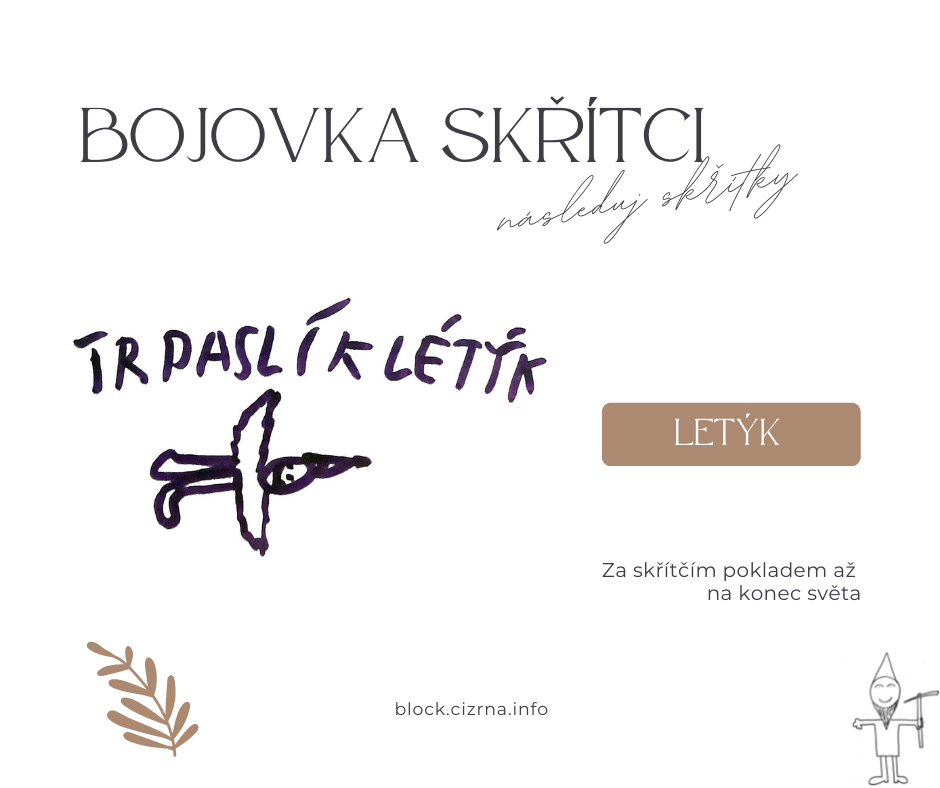 BOJOVKA SKŘÍTCI
následuj skřítky
TRPASLÍK LÉTÝK
LETÝK
Za skřítčím pokladem až
na konec světa
block.cizrna.info